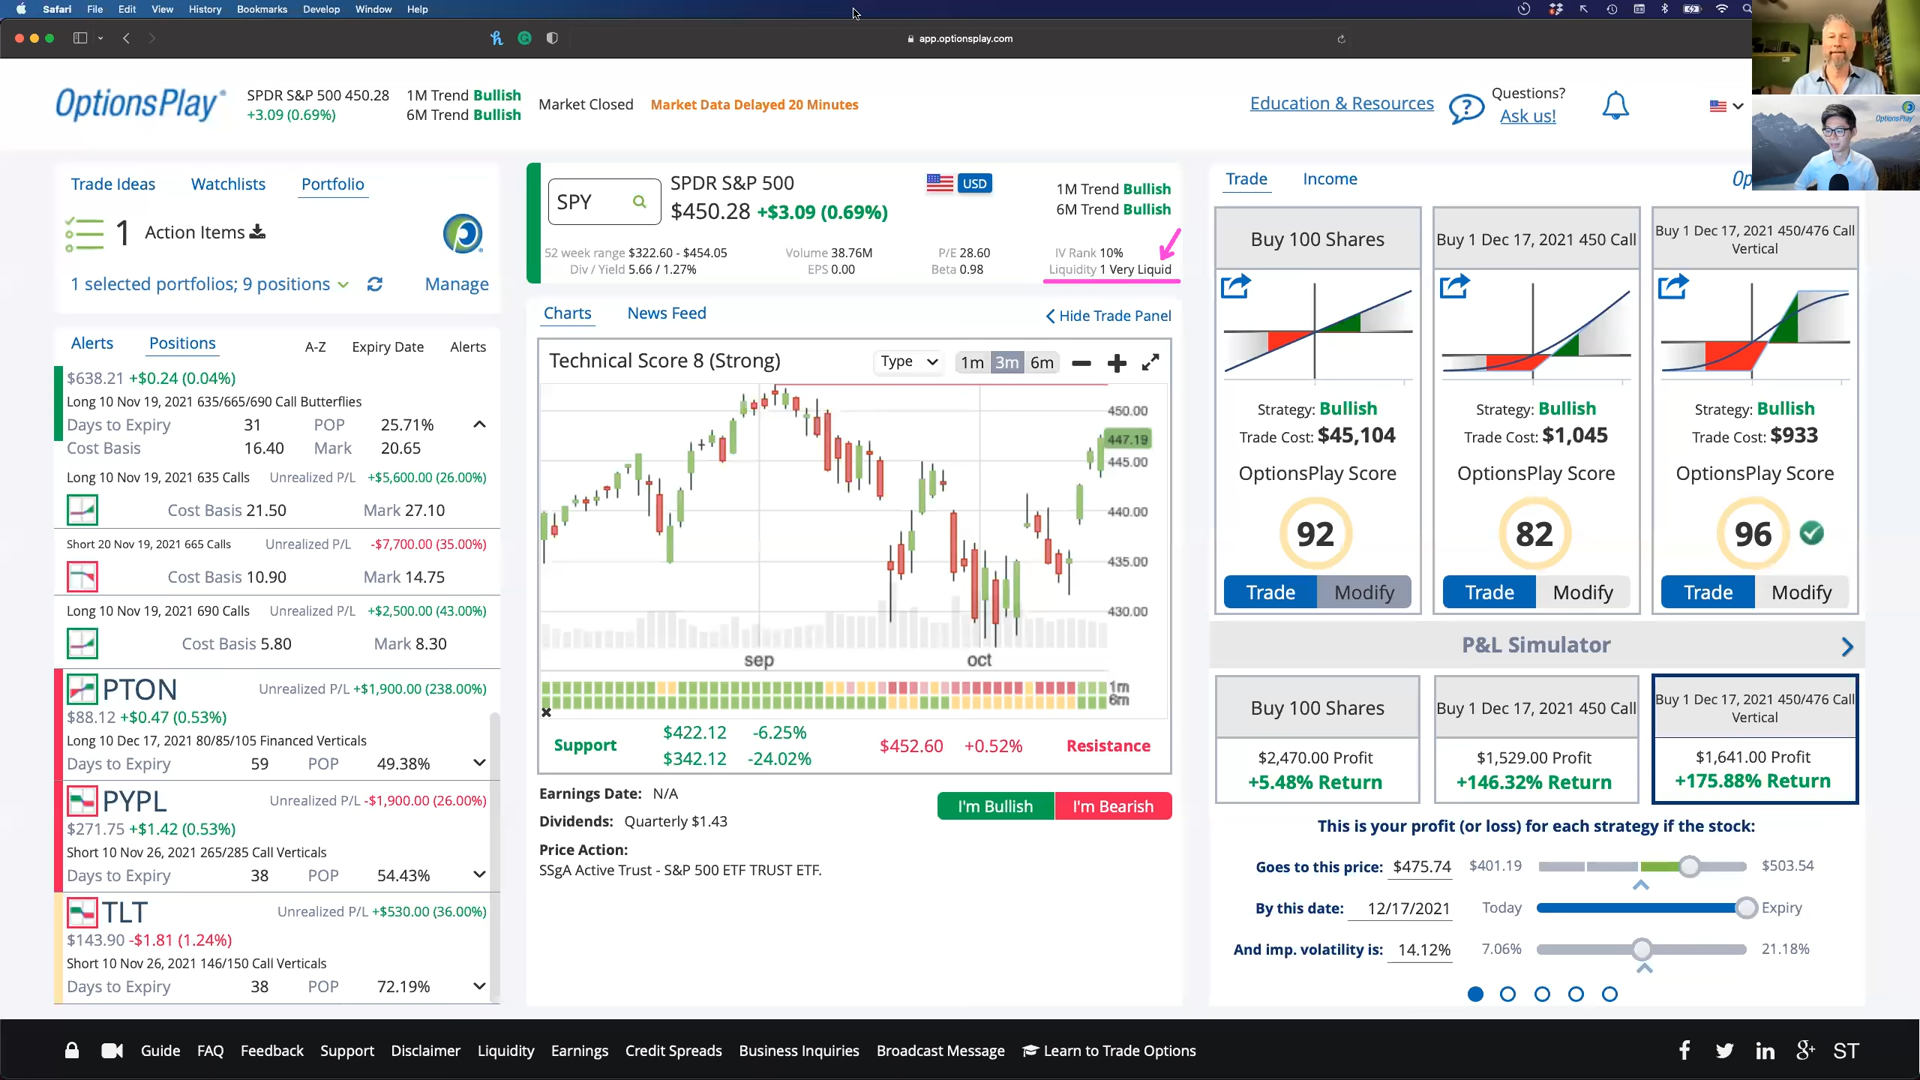 Safari File Edit View History Bookmarks Develop Window Help
app.optionsplay.com
OptionsPlay
SPDR S&P 500 450.28
+3.09 (0.69%)
1M Trend Bullish
6M Trend Bullish
Market Closed
Market Data Delayed 20 Minutes
Education & Resources
Questions?
Ask us!
OptionsPlay
Trade Ideas Watchlists Portfolio
1 Action Items
1 selected portfolios; 9 positions
Manage
Alerts Positions A-Z Expiry Date Alerts
$638.21 +$0.24 (0.04%)
Long 10 Nov 19, 2021 635/665/690 Call Butterflies
Days to Expiry 31 POP 25.71%
Cost Basis 16.40 Mark 20.65
Long 10 Nov 19, 2021 635 Calls Unrealized P/L +$5,600.00 (26.00%)
Cost Basis 21.50 Mark 27.10
Short 20 Nov 19, 2021 665 Calls Unrealized P/L -$7,700.00 (35.00%)
Cost Basis 10.90 Mark 14.75
Long 10 Nov 19, 2021 690 Calls Unrealized P/L +$2,500.00 (43.00%)
Cost Basis 5.80 Mark 8.30
PTON Unrealized P/L +$1,900.00 (238.00%)
$88.12 +$0.47 (0.53%)
Long 10 Dec 17, 2021 80/85/105 Financed Verticals
Days to Expiry 59 POP 49.38%
PYPL Unrealized P/L -$1,900.00 (26.00%)
$271.75 +$1.42 (0.53%)
Short 10 Nov 26, 2021 265/285 Call Verticals
Days to Expiry 38 POP 54.43%
TLT Unrealized P/L +$530.00 (36.00%)
$143.90 -$1.81 (1.24%)
Short 10 Nov 26, 2021 146/150 Call Verticals
Days to Expiry 38 POP 72.19%
SPY
SPDR S&P 500
$450.28 +$3.09 (0.69%)
USD
1M Trend Bullish
6M Trend Bullish
52 week range $322.60 - $454.05 Volume 38.76M P/E 28.60 IV Rank 10%
Div / Yield 5.66 / 1.27% EPS 0.00 Beta 0.98 Liquidity 1 Very Liquid
Charts News Feed Hide Trade Panel
Technical Score 8 (Strong) Type 1m 3m 6m
450.00
447.19
445.00
440.00
435.00
430.00
sep oct
1m
6m
Support
$422.12 -6.25%
$342.12 -24.02%
$452.60 +0.52% Resistance
Earnings Date: N/A
Dividends: Quarterly $1.43
Price Action:
SSgA Active Trust - S&P 500 ETF TRUST ETF.
I'm Bullish I'm Bearish
Trade Income
Buy 100 Shares
Strategy: Bullish
Trade Cost: $45,104
OptionsPlay Score
92
Trade Modify
Buy 1 Dec 17, 2021 450 Call
Strategy: Bullish
Trade Cost: $1,045
OptionsPlay Score
82
Trade Modify
Buy 1 Dec 17, 2021 450/476 Call
Vertical
Strategy: Bullish
Trade Cost: $933
OptionsPlay Score
96
Trade Modify
P&L Simulator
Buy 100 Shares
$2,470.00 Profit
+5.48% Return
Buy 1 Dec 17, 2021 450 Call
$1,529.00 Profit
+146.32% Return
Buy 1 Dec 17, 2021 450/476 Call
Vertical
$1,641.00 Profit
+175.88% Return
This is your profit (or loss) for each strategy if the stock:
Goes to this price: $475.74 $401.19 $503.54
By this date: 12/17/2021 Today Expiry
And imp. volatility is: 14.12% 7.06% 21.18%
Guide FAQ Feedback Support Disclaimer Liquidity Earnings Credit Spreads Business Inquiries Broadcast Message Learn to Trade Options
ST